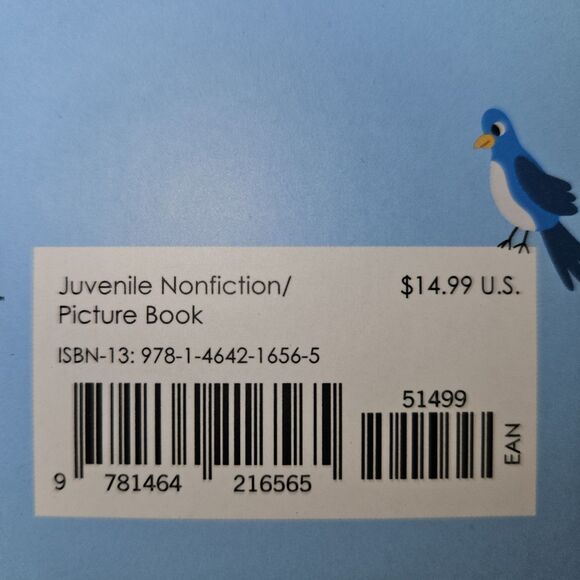 Juvenile Nonfiction/
Picture Book
$14.99 U.S.
ISBN-13: 978-1-4642-1656-5
51499
EAN
9 781464 216565